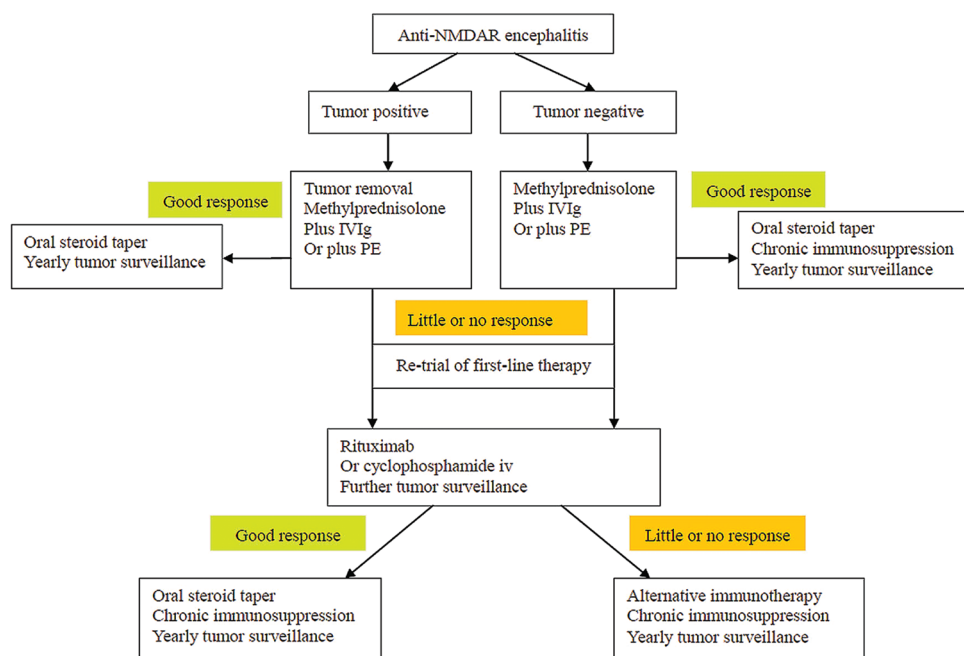 Anti-NMDAR encephalitis
Tumor positive
Tumor negative
Tumor removal
Methylprednisolone
Plus IVIg
Or plus PE
Methylprednisolone
Plus IVIg
Or plus PE
Good response
Good response
Oral steroid taper
Yearly tumor surveillance
Oral steroid taper
Chronic immunosuppression
Yearly tumor surveillance
Little or no response
Re-trial of first-line therapy
Rituximab
Or cyclophosphamide iv
Further tumor surveillance
Good response
Little or no response
Oral steroid taper
Chronic immunosuppression
Yearly tumor surveillance
Alternative immunotherapy
Chronic immunosuppression
Yearly tumor surveillance